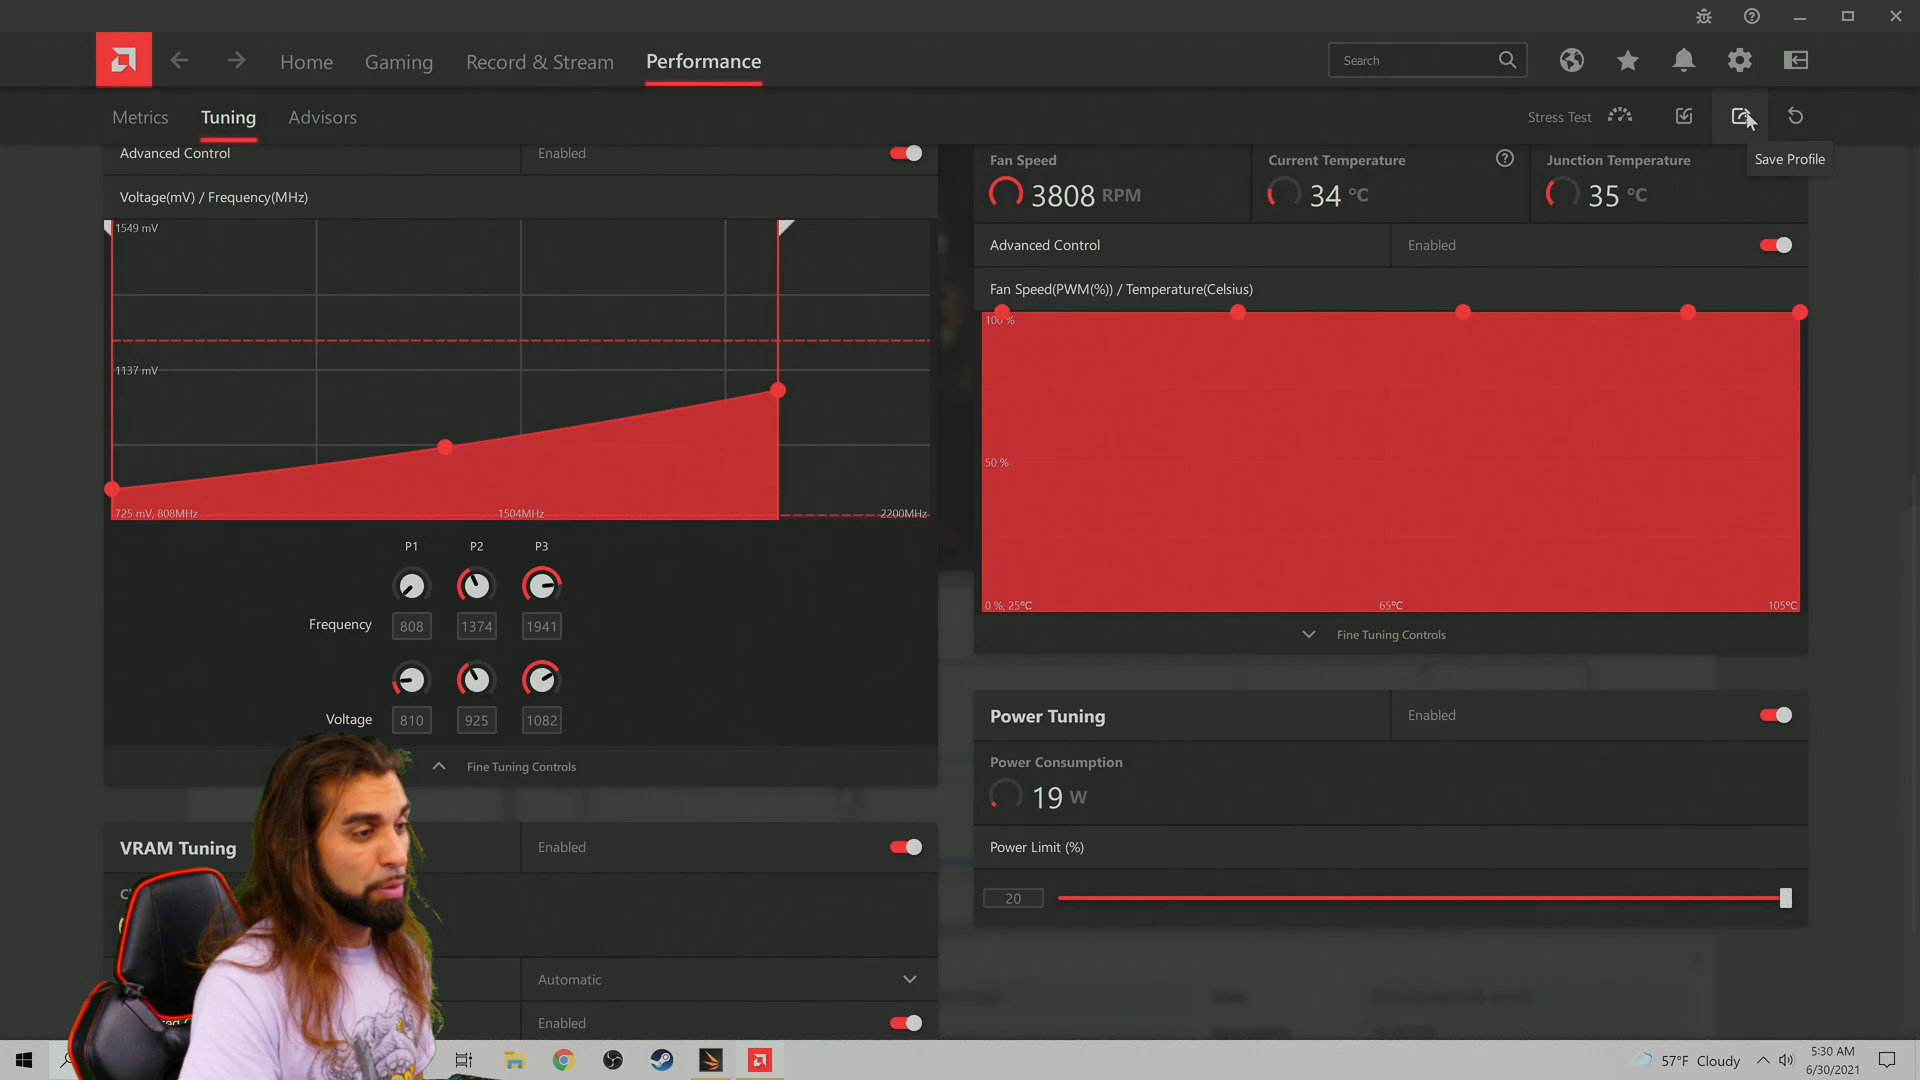 Home
Gaming
Record & Stream
Performance
Search
Metrics
Tuning
Advisors
Stress Test
Save Profile
Advanced Control
Enabled
Voltage(mV) / Frequency(MHz)
1549 mV
1137 mV
725 mV, 808MHz
1504MHz
2200MHz
P1
P2
P3
Frequency
808
1374
1941
Voltage
810
925
1082
Fine Tuning Controls
VRAM Tuning
Enabled
Automatic
Enabled
Fan Speed
3808 RPM
Current Temperature
34 °C
Junction Temperature
35 °C
Advanced Control
Enabled
Fan Speed(PWM(%)) / Temperature(Celsius)
100 %
50 %
0 %, 25°C
65°C
105°C
Fine Tuning Controls
Power Tuning
Enabled
Power Consumption
19 W
Power Limit (%)
20
57°F Cloudy
5:30 AM
6/30/2021